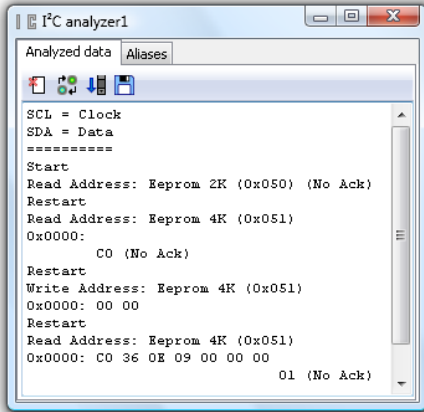 I²C analyzer1
Analyzed data Aliases
SCL = Clock
SDA = Data
==========
Start
Read Address: Eeprom 2K (0x050) (No Ack)
Restart
Read Address: Eeprom 4K (0x051)
0x0000:
C0 (No Ack)
Restart
Write Address: Eeprom 4K (0x051)
0x0000: 00 00
Restart
Read Address: Eeprom 4K (0x051)
0x0000: C0 36 0E 09 00 00 00
01 (No Ack)